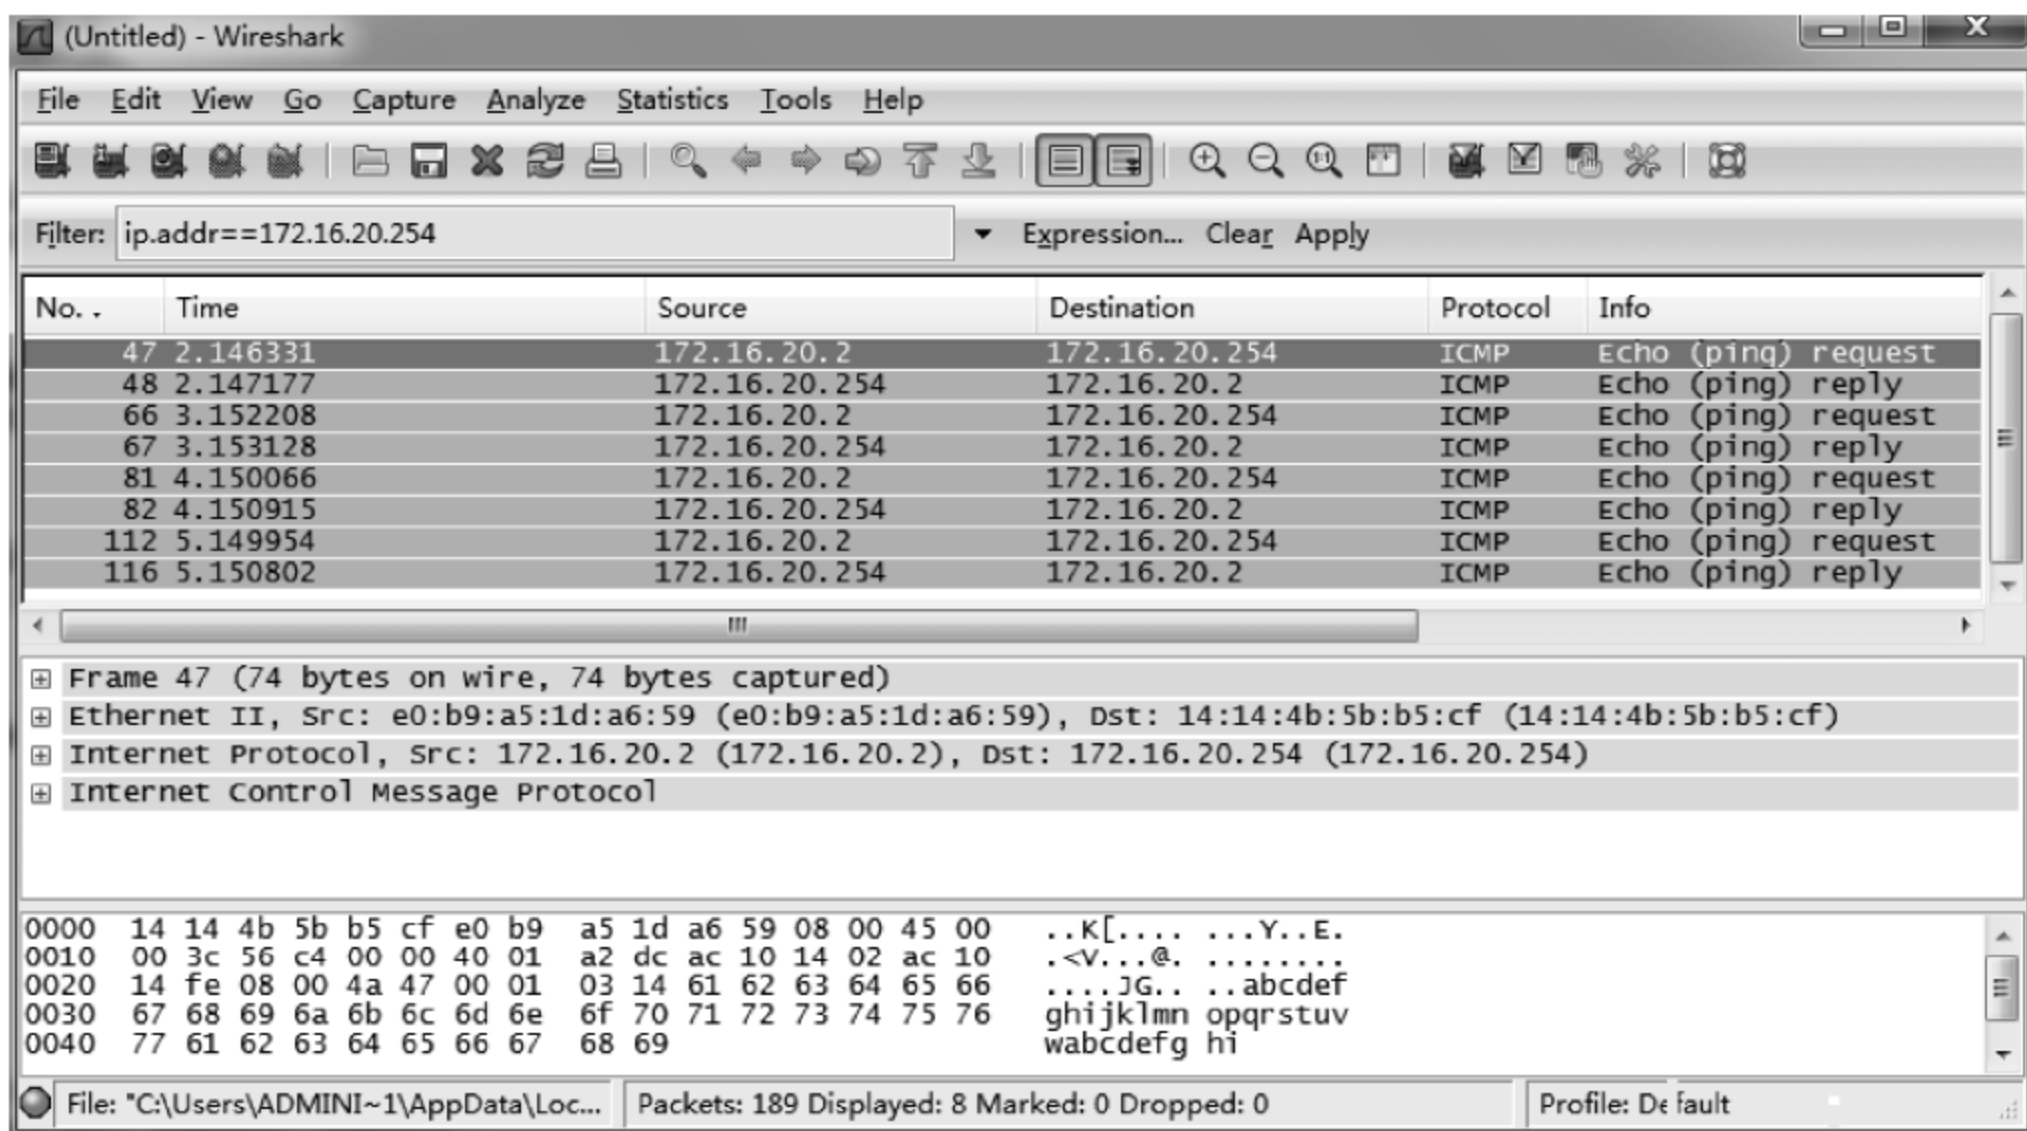 (Untitled) - Wireshark
File Edit View Go Capture Analyze Statistics Tools Help
Filter: ip.addr==172.16.20.254 Expression... Clear Apply
No. . Time Source Destination Protocol Info
47 2.146331 172.16.20.2 172.16.20.254 ICMP Echo (ping) request
48 2.147177 172.16.20.254 172.16.20.2 ICMP Echo (ping) reply
66 3.152208 172.16.20.2 172.16.20.254 ICMP Echo (ping) request
67 3.153128 172.16.20.254 172.16.20.2 ICMP Echo (ping) reply
81 4.150066 172.16.20.2 172.16.20.254 ICMP Echo (ping) request
82 4.150915 172.16.20.254 172.16.20.2 ICMP Echo (ping) reply
112 5.149954 172.16.20.2 172.16.20.254 ICMP Echo (ping) request
116 5.150802 172.16.20.254 172.16.20.2 ICMP Echo (ping) reply
Frame 47 (74 bytes on wire, 74 bytes captured)
Ethernet II, Src: e0:b9:a5:1d:a6:59 (e0:b9:a5:1d:a6:59), Dst: 14:14:4b:5b:b5:cf (14:14:4b:5b:b5:cf)
Internet Protocol, Src: 172.16.20.2 (172.16.20.2), Dst: 172.16.20.254 (172.16.20.254)
Internet Control Message Protocol
0000 14 14 4b 5b b5 cf e0 b9 a5 1d a6 59 08 00 45 00 ..K[.... ...Y..E.
0010 00 3c 56 c4 00 00 40 01 a2 dc ac 10 14 02 ac 10 .<V...@. ........
0020 14 fe 08 00 4a 47 00 01 03 14 61 62 63 64 65 66 ....JG.. ..abcdef
0030 67 68 69 6a 6b 6c 6d 6e 6f 70 71 72 73 74 75 76 ghijklmn opqrstuv
0040 77 61 62 63 64 65 66 67 68 69 wabcdefg hi
File: "C:\Users\ADMINI~1\AppData\Loc... Packets: 189 Displayed: 8 Marked: 0 Dropped: 0 Profile: Default